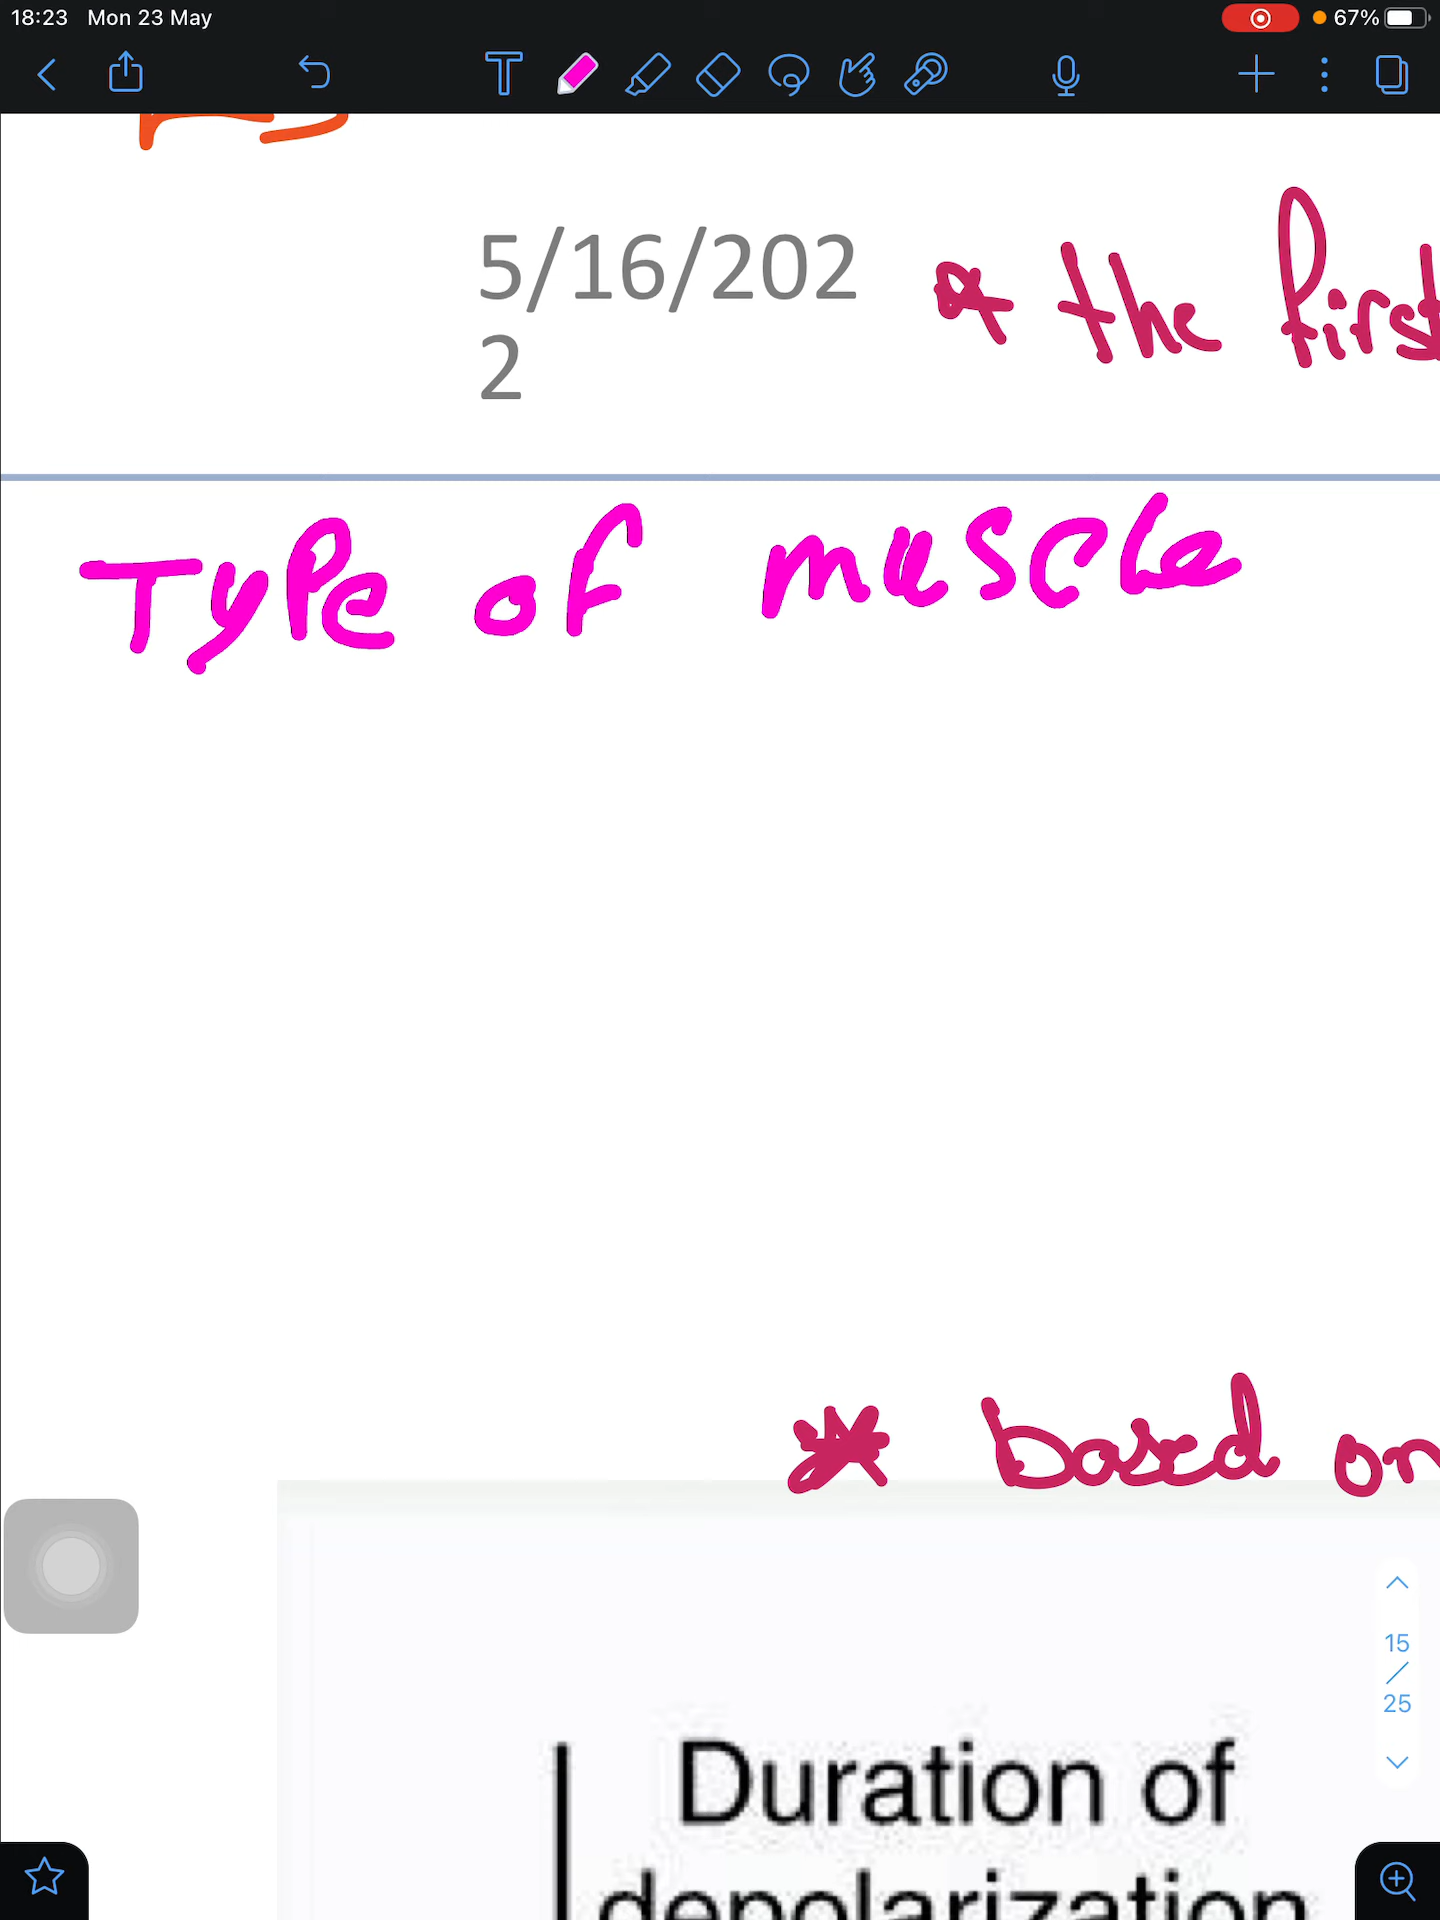 18:23 Mon 23 May
67%
T
5/16/202
2
* the first
Type of muscle
* based on
15
/
25
Duration of
depolarization